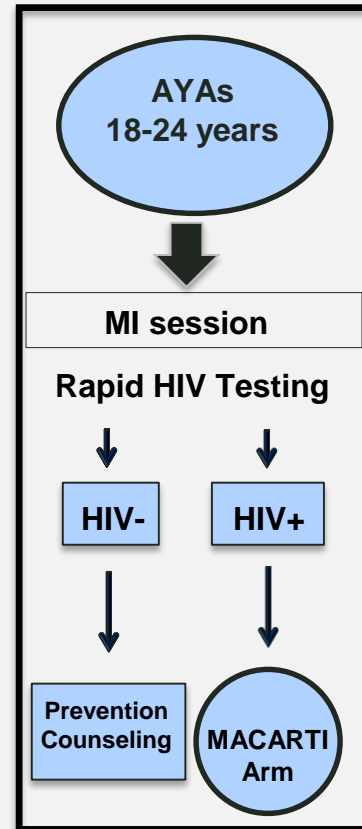 AYAs
18-24 years
MI session
Rapid HIV Testing
HIV-
HIV+
Prevention
Counseling
MACARTI
Arm